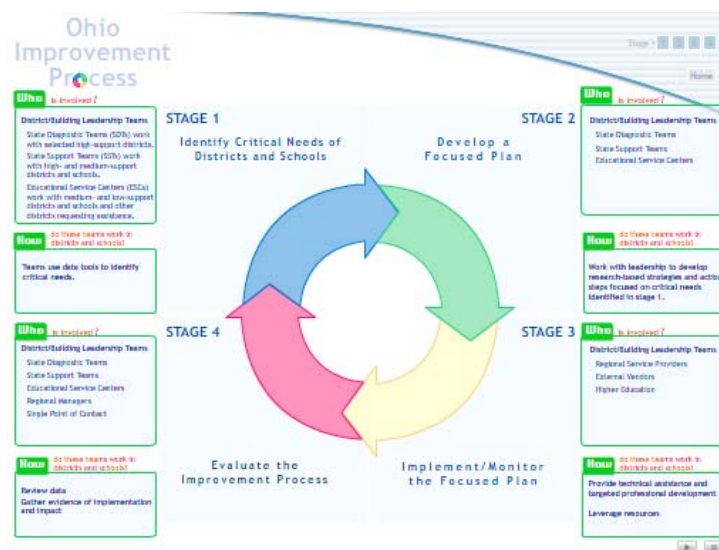 Ohio
Improvement
Process
Stage >
Home
Who is involved?
District/Building Leadership Teams
State Diagnostic Teams (SDTs) work
with selected high-support districts.
State Support Teams (SSTs) work
with high- and medium-support
districts and schools.
Educational Service Centers (ESCs)
work with medium- and low-support
districts and schools and other
districts requesting assistance.
How do these teams work in
districts and schools?
Teams use data tools to identify
critical needs.
STAGE 1
Identify Critical Needs of
Districts and Schools
STAGE 2
Develop a
Focused Plan
Who is involved?
District/Building Leadership Teams
State Diagnostic Teams
State Support Teams
Educational Service Centers
How do these teams work in
districts and schools?
Work with leadership to develop
research-based strategies and action
steps focused on critical needs
identified in stage 1.
Who is involved?
District/Building Leadership Teams
State Diagnostic Teams
State Support Teams
Educational Service Centers
Regional Managers
Single Point of Contact
How do these teams work in
districts and schools?
Review data
Gather evidence of implementation
and impact
STAGE 4
Evaluate the
Improvement Process
STAGE 3
Implement/Monitor
the Focused Plan
Who is involved?
District/Building Leadership Teams
Regional Service Providers
External Vendors
Higher Education
How do these teams work in
districts and schools?
Provide technical assistance and
targeted professional development
Leverage resources